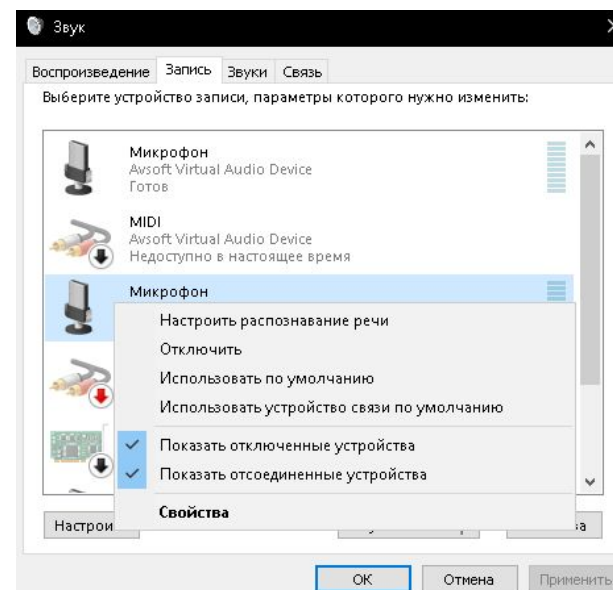 Звук
Воспроизведение Запись Звуки Связь
Выберите устройство записи, параметры которого нужно изменить:
Микрофон
Avsoft Virtual Audio Device
Готов
MIDI
Avsoft Virtual Audio Device
Недоступно в настоящее время
Микрофон
Настроить распознавание речи
Отключить
Использовать по умолчанию
Использовать устройство связи по умолчанию
Показать отключенные устройства
Показать отсоединенные устройства
Свойства
Настрои
ОК Отмена Применить